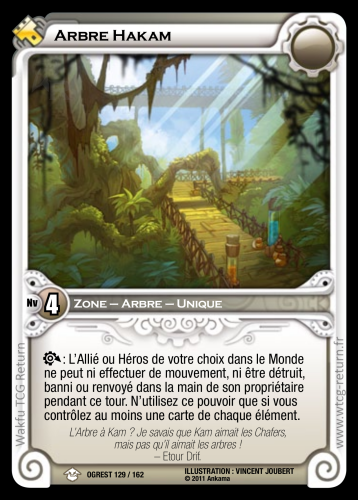 Arbre Hakam
Nv 4 Zone – Arbre – Unique
: L'Allié ou Héros de votre choix dans le Monde
ne peut ni effectuer de mouvement, ni être détruit,
banni ou renvoyé dans la main de son propriétaire
pendant ce tour. N'utilisez ce pouvoir que si vous
contrôlez au moins une carte de chaque élément.
L'Arbre à Kam ? Je savais que Kam aimait les Chafers,
mais pas qu'il aimait les arbres !
– Etour Drit.
OGREST 129 / 162
ILLUSTRATION : VINCENT JOUBERT
© 2011 Ankama
Wakfu TCG Return
www.wtcg-return.fr